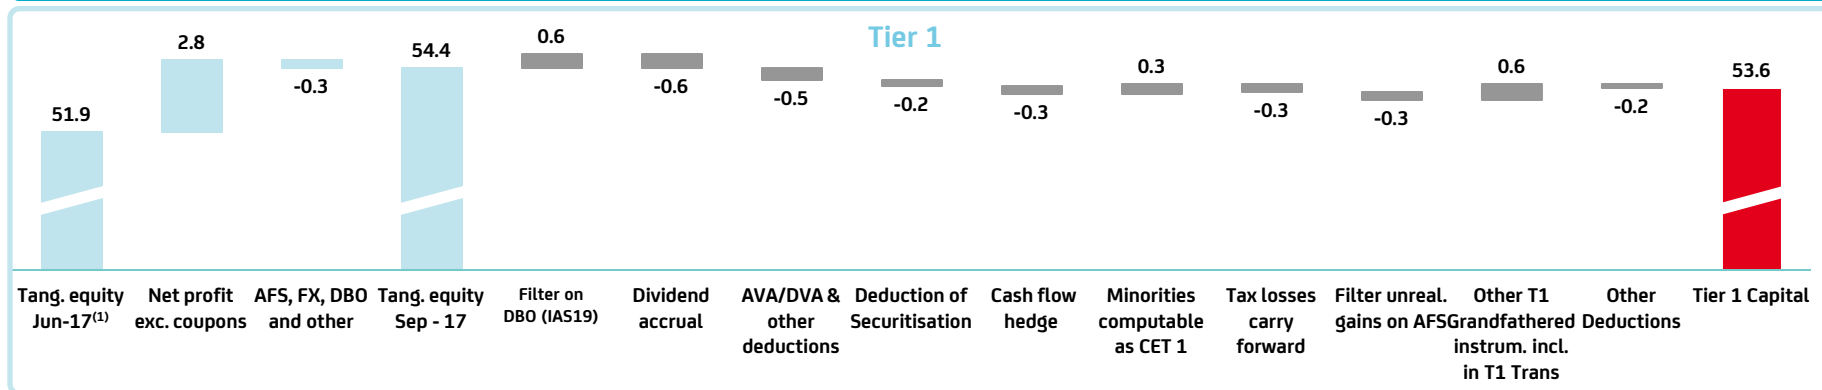 Tier 1
51.9
2.8
-0.3
54.4
0.6
-0.6
-0.5
-0.2
-0.3
0.3
-0.3
-0.3
0.6
-0.2
53.6
Tang. equity
Jun-17(1)
Net profit
exc. coupons
AFS, FX, DBO
and other
Tang. equity
Sep - 17
Filter on
DBO (IAS19)
Dividend
accrual
AVA/DVA &
other
deductions
Deduction of
Securitisation
Cash flow
hedge
Minorities
computable
as CET 1
Tax losses
carry
forward
Filter unreal.
gains on AFS
Other T1
Grandfathered
instrum. incl.
in T1 Trans
Other
Deductions
Tier 1 Capital